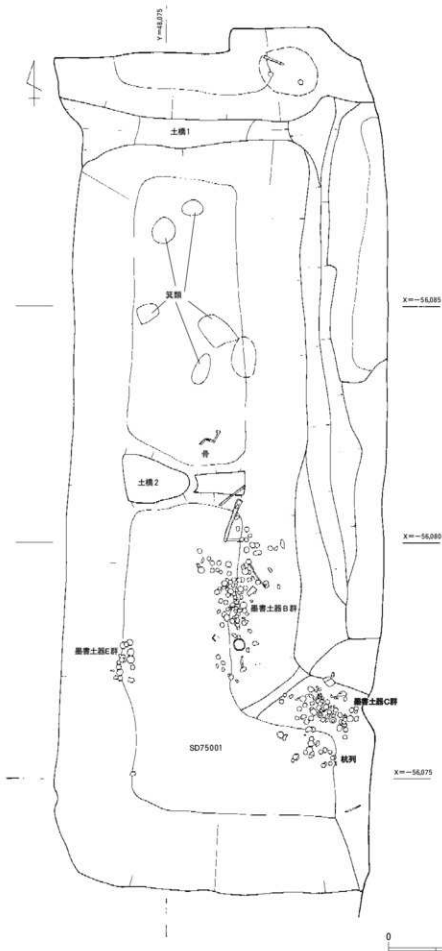 Y=48,075
土橋1
箕類
X=-56,085
骨
土橋2
X=-56,080
墨書土器B群
墨書土器E群
墨書土器C群
SD75001
杭列
X=-56,075
0